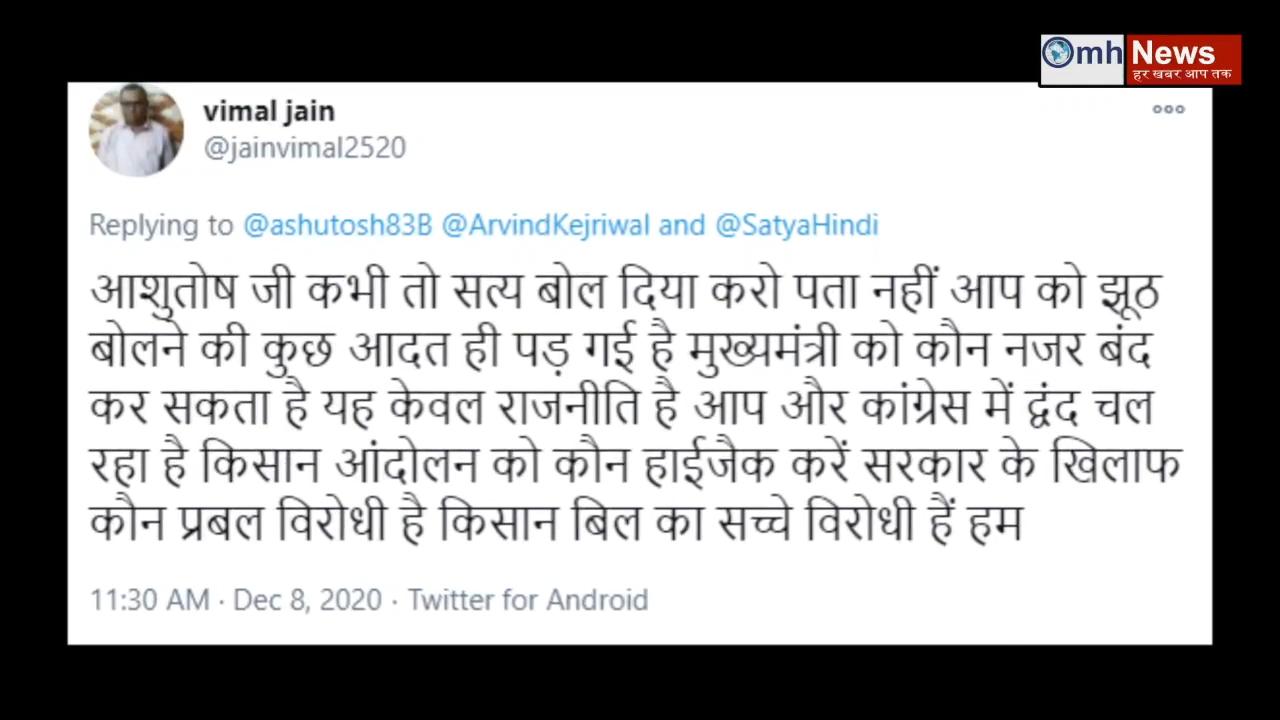 Omh News
हर खबर आप तक
vimal jain
@jainvimal2520
Replying to @ashutosh83B @ArvindKejriwal and @SatyaHindi
आशुतोष जी कभी तो सत्य बोल दिया करो पता नहीं आप को झूठ
बोलने की कुछ आदत ही पड़ गई है मुख्यमंत्री को कौन नजर बंद
कर सकता है यह केवल राजनीति है आप और कांग्रेस में द्वंद चल
रहा है किसान आंदोलन को कौन हाईजैक करें सरकार के खिलाफ
कौन प्रबल विरोधी है किसान बिल का सच्चे विरोधी हैं हम
11:30 AM · Dec 8, 2020 · Twitter for Android